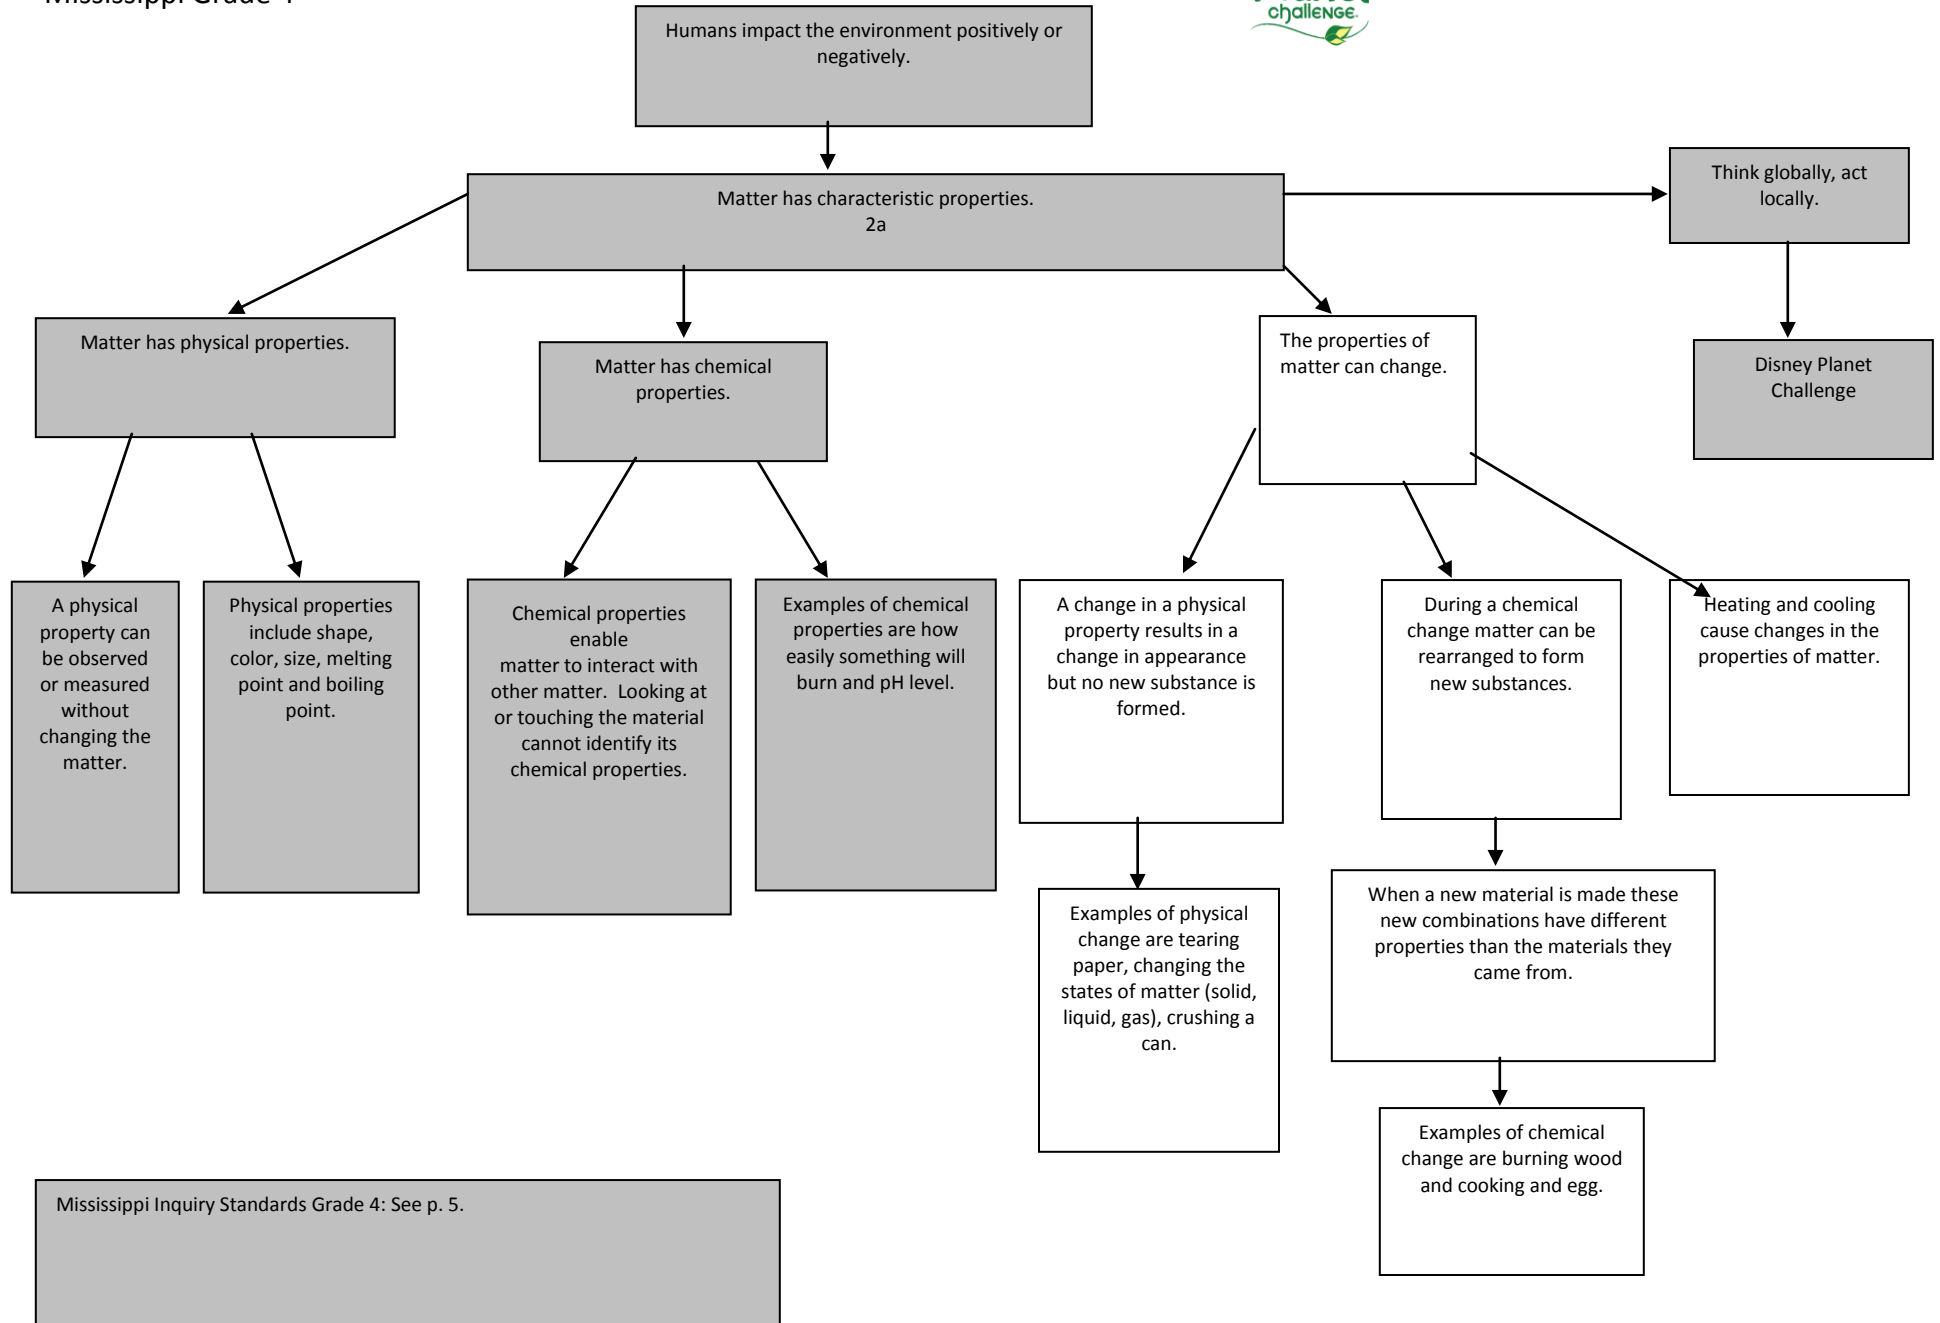 Mississippi Grade 4
challenge
Humans impact the environment positively or
negatively.
Think globally, act
locally.
Matter has characteristic properties.
2a
Matter has physical properties.
Matter has chemical
properties.
The properties of
matter can change.
Disney Planet
Challenge
A physical
property can
be observed
or measured
without
changing the
matter.
Physical properties
include shape,
color, size, melting
point and boiling
point.
Chemical properties
enable
matter to interact with
other matter.  Looking at
or touching the material
cannot identify its
chemical properties.
Examples of chemical
properties are how
easily something will
burn and pH level.
A change in a physical
property results in a
change in appearance
but no new substance is
formed.
During a chemical
change matter can be
rearranged to form
new substances.
Heating and cooling
cause changes in the
properties of matter.
Examples of physical
change are tearing
paper, changing the
states of matter (solid,
liquid, gas), crushing a
can.
When a new material is made these
new combinations have different
properties than the materials they
came from.
Examples of chemical
change are burning wood
and cooking and egg.
Mississippi Inquiry Standards Grade 4: See p. 5.